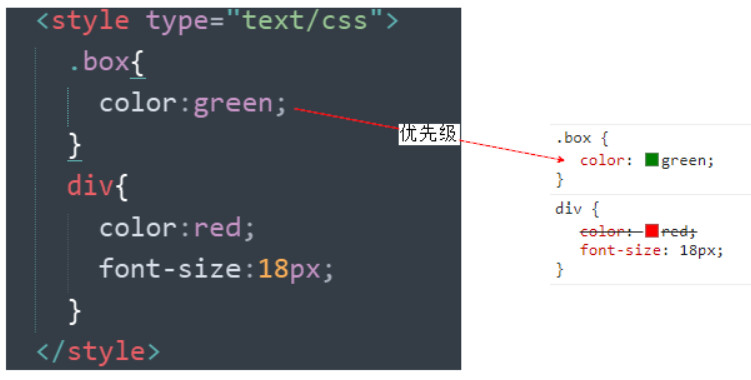 <style type="text/css">
.box{
color:green;
}
div{
color:red;
font-size:18px;
}
</style>
优先级
.box {
color: green;
}
div {
color: red;
font-size: 18px;
}